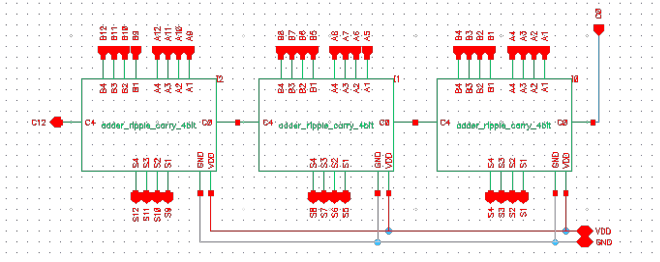 C0
B12 B11 B10 B9 A12 A11 A10 A9 B8 B7 B6 B5 A8 A7 A6 A5 B4 B3 B2 B1 A4 A3 A2 A1
I1 I0
B4 B3 B2 B1 A4 A3 A2 A1 B4 B3 B2 B1 A4 A3 A2 A1 B4 B3 B2 B1 A4 A3 A2 A1
C12 C4 adder_ripple_carry_4bit C0 C4 adder_ripple_carry_4bit C0 C4 adder_ripple_carry_4bit C0
S4 S3 S2 S1 GND VDD S4 S3 S2 S1 GND VDD S4 S3 S2 S1 GND VDD
S12 S11 S10 S9 S8 S7 S6 S5 S4 S3 S2 S1
VDD
GND